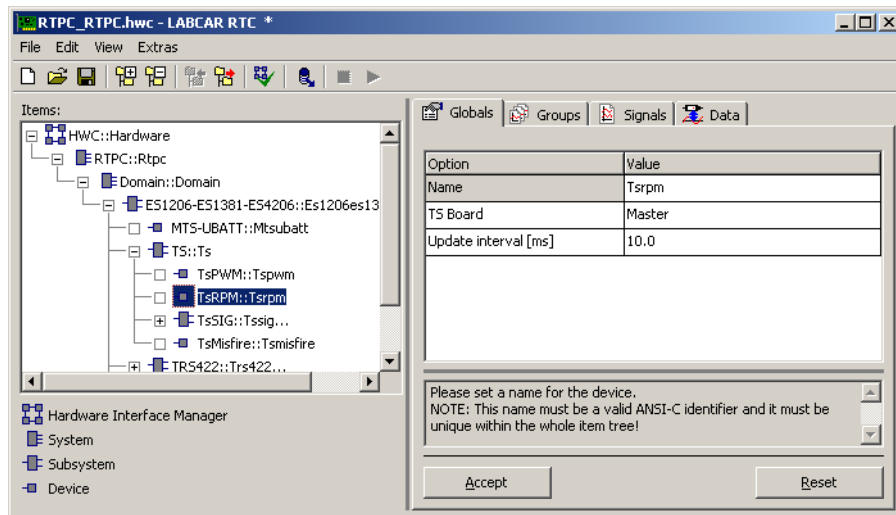 RTPC_RTPC.hwc - LABCAR RTC *
File Edit View Extras
Items:
HWC::Hardware
RTPC::Rtpc
Domain::Domain
ES1206-ES1381-ES4206::Es1206es13
MTS-UBATT::Mtsubatt
TS::Ts
TsPWM::Tspwm
TsRPM::Tsrpm
TsSIG::Tssig...
TsMisfire::Tsmisfire
TRS422::Trs422...
Hardware Interface Manager
System
Subsystem
Device
Globals Groups Signals Data
Option Value
Name Tsrpm
TS Board Master
Update interval [ms] 10.0
Please set a name for the device.
NOTE: This name must be a valid ANSI-C identifier and it must be
unique within the whole item tree!
Accept Reset